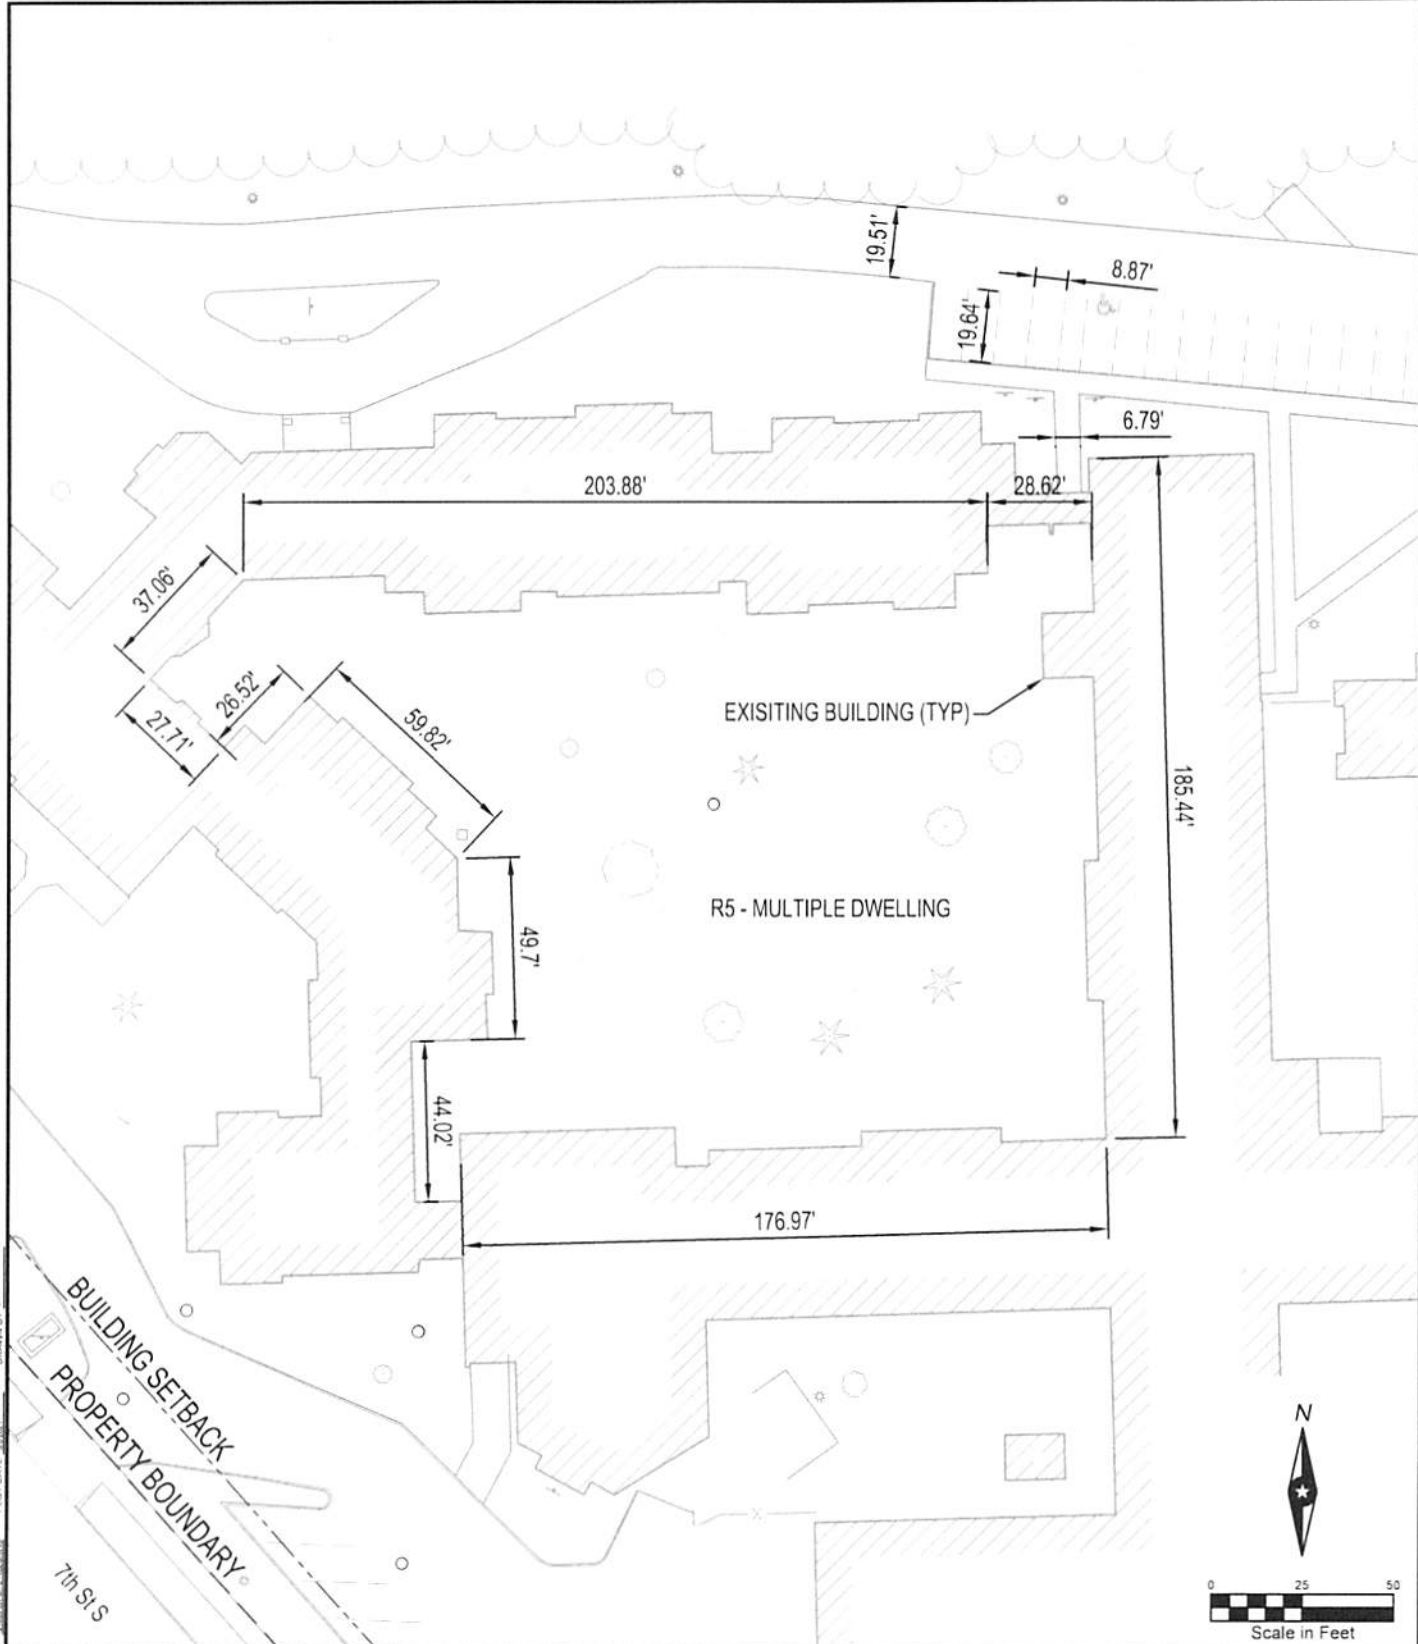 19.51'
8.87'
19.64'
6.79'
203.88'
28.62'
37.06'
26.52'
27.71'
59.82'
EXISITING BUILDING (TYP)
185.44'
R5 - MULTIPLE DWELLING
49.7'
44.02'
176.97'
BUILDING SETBACK
PROPERTY BOUNDARY
7th St S
N
0 25 50
Scale in Feet